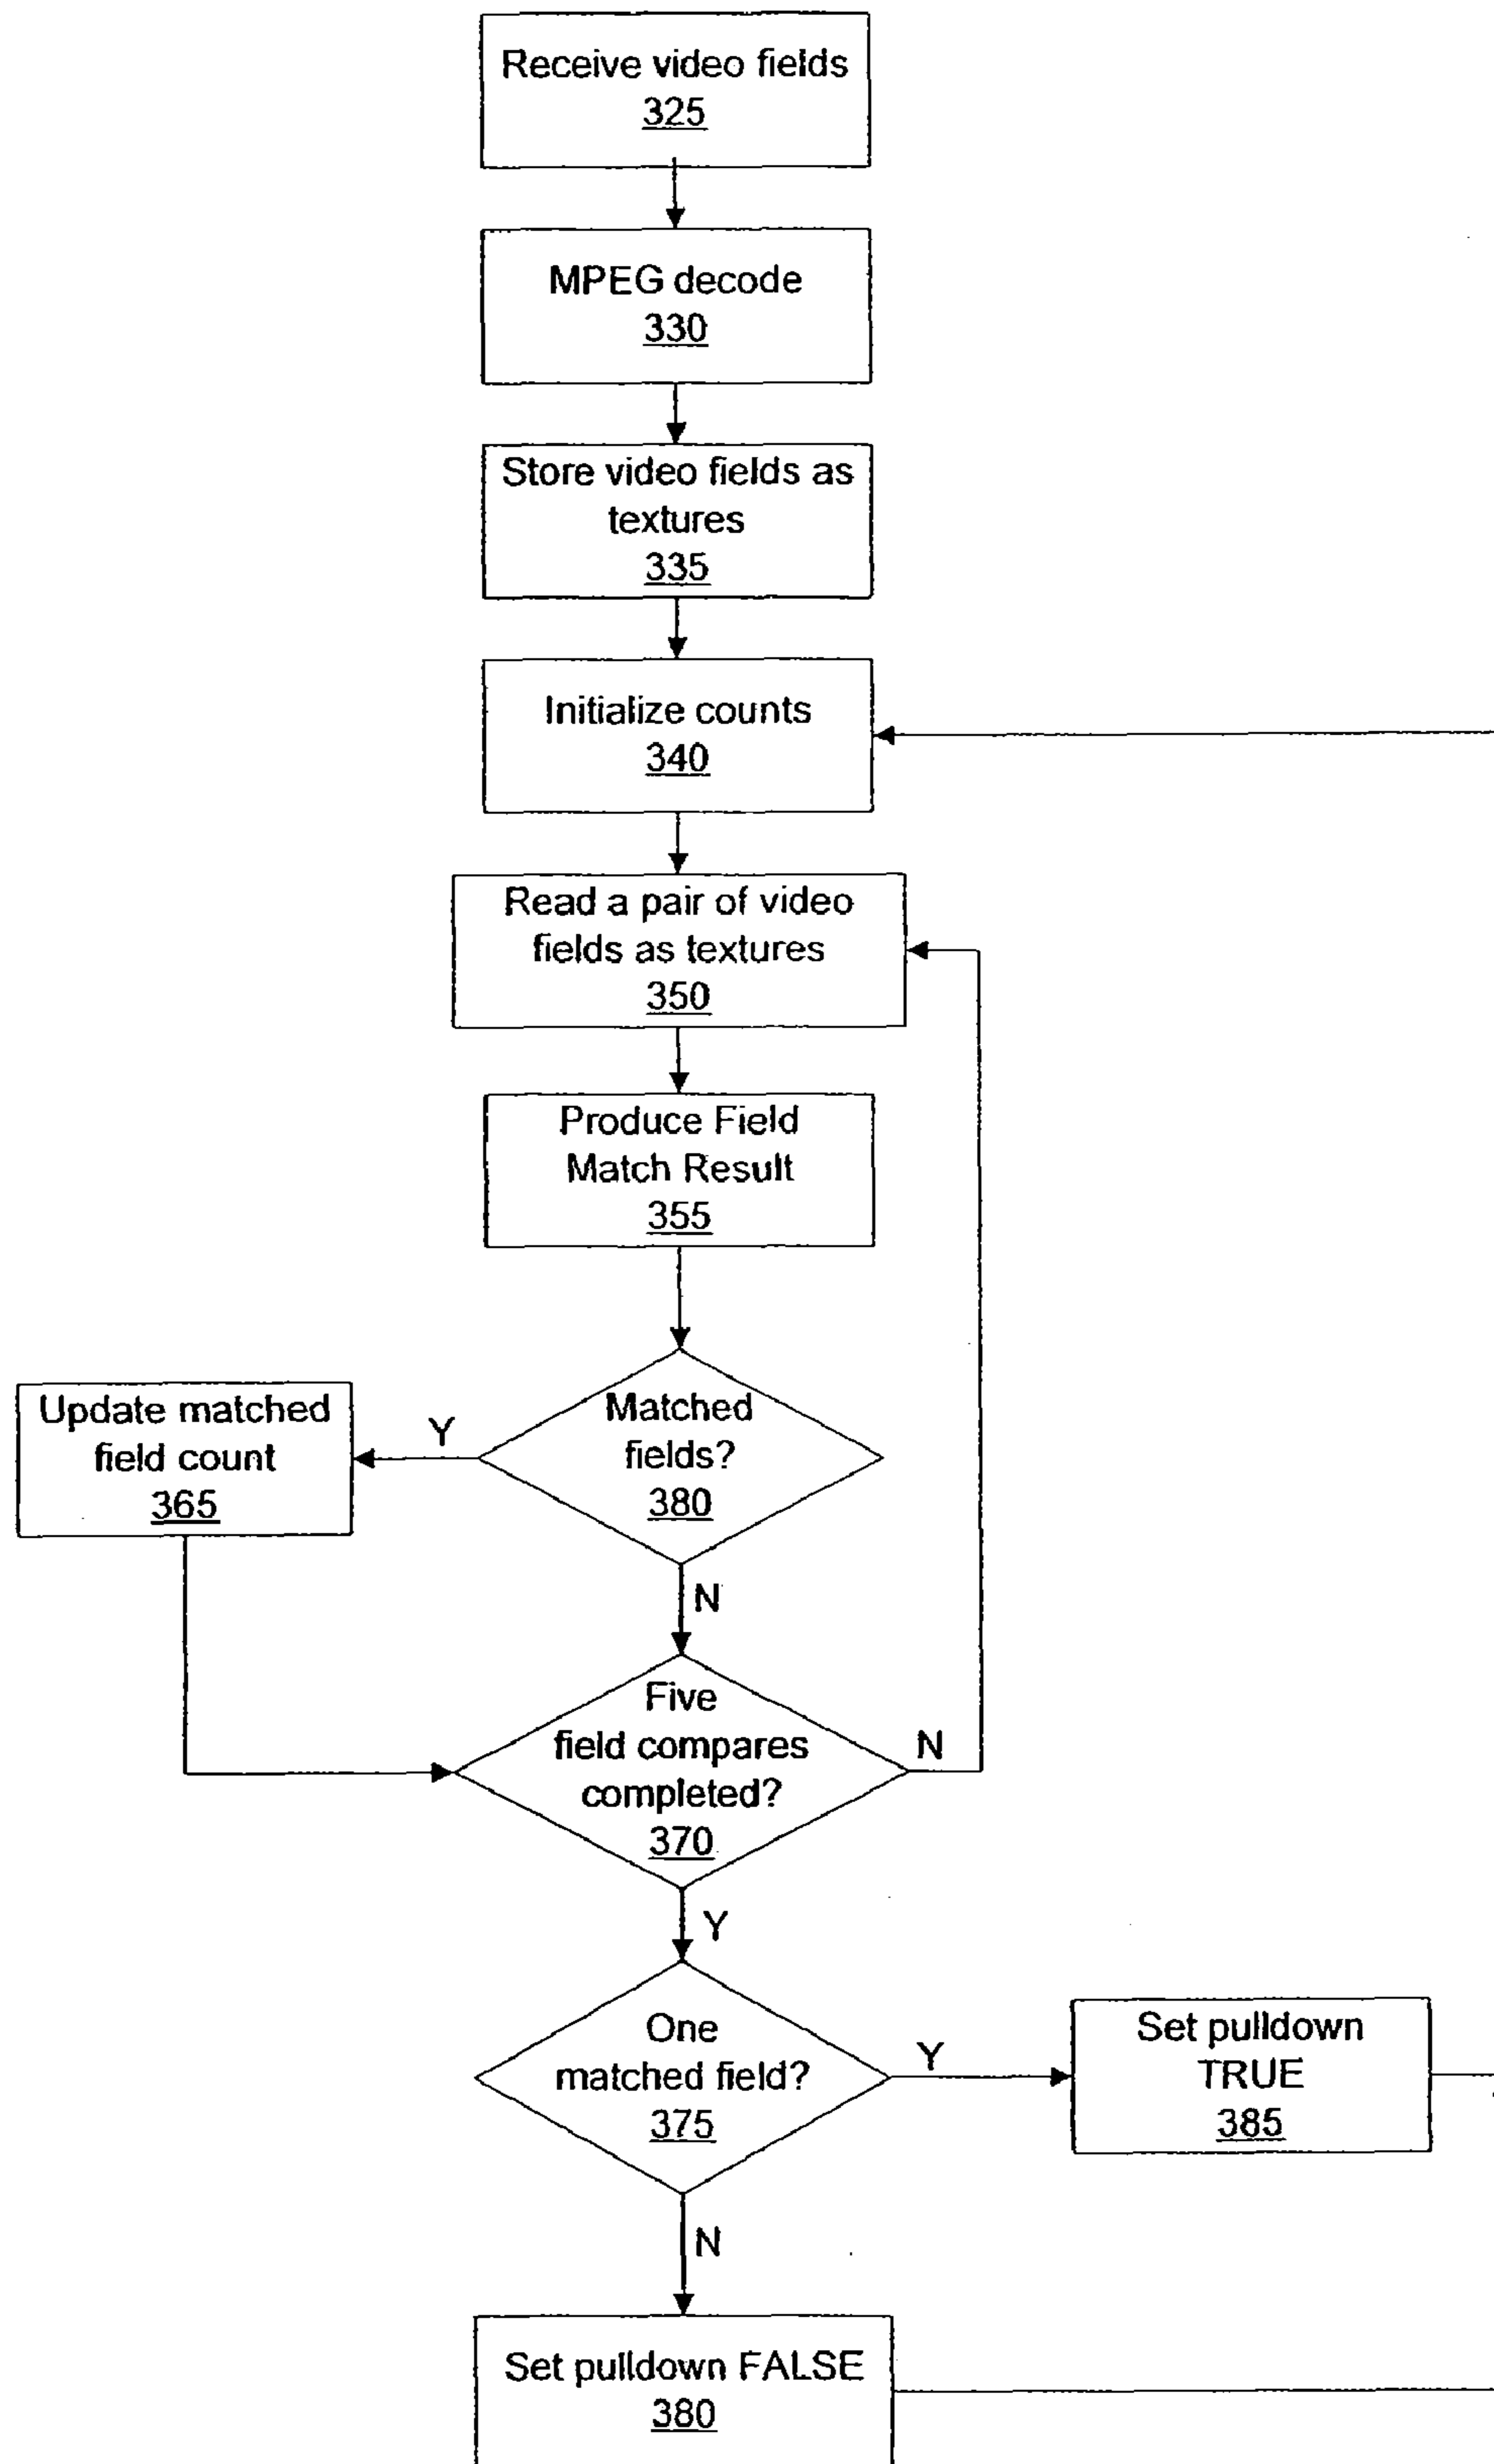 Receive video fields
325
MPEG decode
330
Store video fields as
textures
335
Initialize counts
340
Read a pair of video
fields as textures
350
Produce Field
Match Result
355
Matched
fields?
380
Y
Update matched
field count
365
N
Five
field compares
completed?
370
N
Y
One
matched field?
375
Y
Set pulldown
TRUE
385
N
Set pulldown FALSE
380